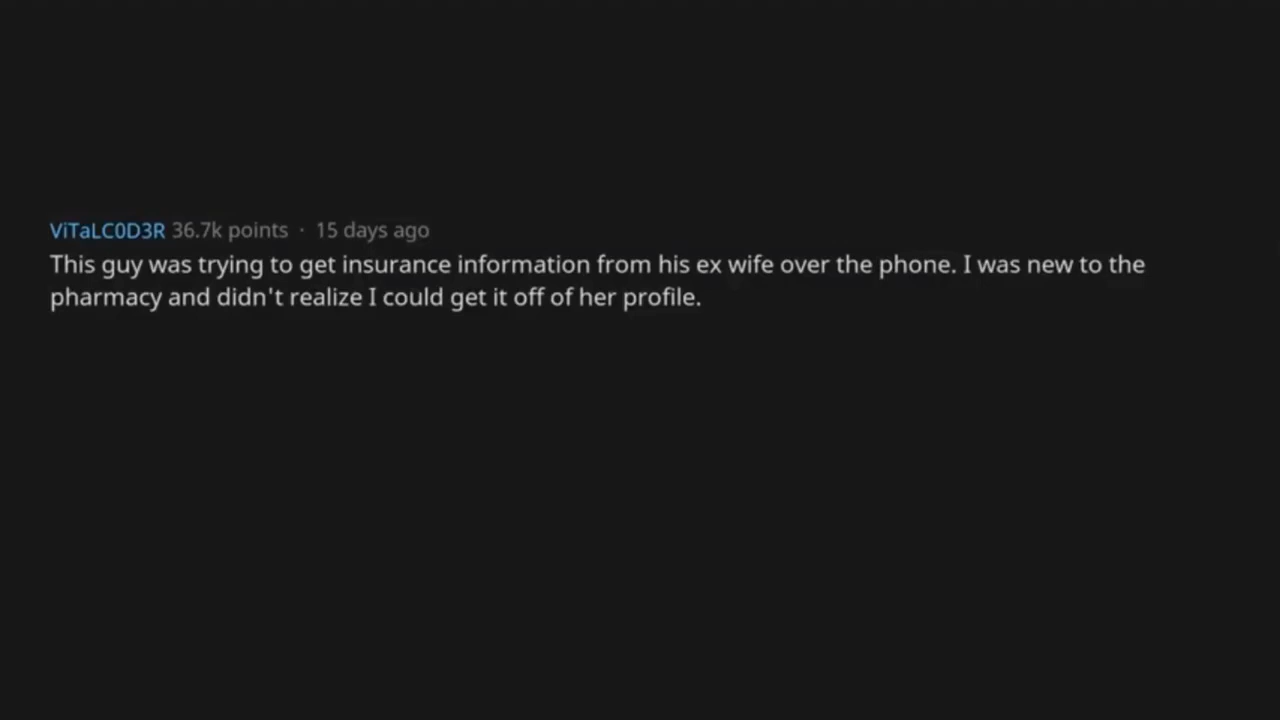 ViTaLC0D3R 36.7k points · 15 days ago
This guy was trying to get insurance information from his ex wife over the phone. I was new to the
pharmacy and didn't realize I could get it off of her profile.